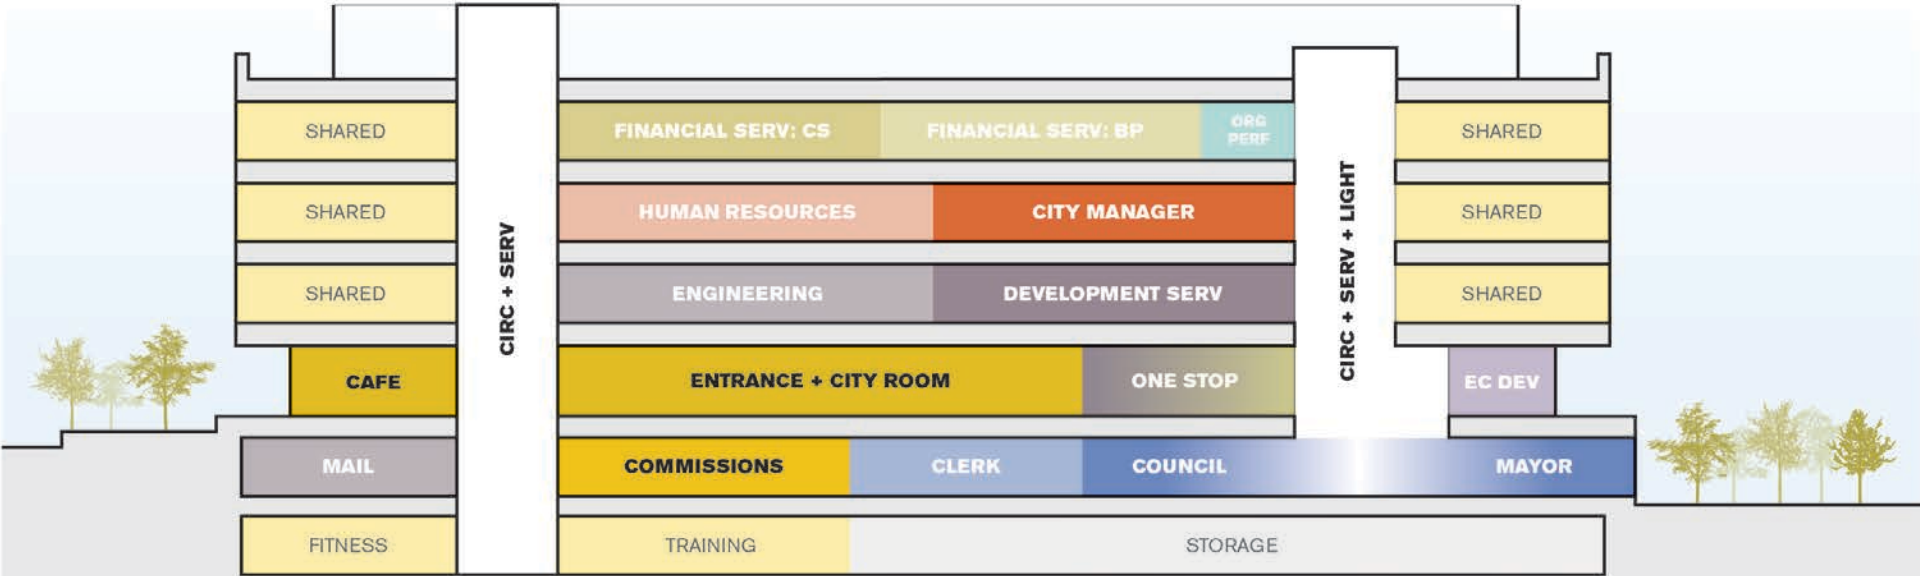 SHARED
FINANCIAL SERV: CS
FINANCIAL SERV: BP
ORG
PERF
SHARED
SHARED
HUMAN RESOURCES
CITY MANAGER
SHARED
SHARED
ENGINEERING
DEVELOPMENT SERV
SHARED
CIRC + SERV
CIRC + SERV + LIGHT
CAFE
ENTRANCE + CITY ROOM
ONE STOP
EC DEV
MAIL
COMMISSIONS
CLERK
COUNCIL
MAYOR
FITNESS
TRAINING
STORAGE